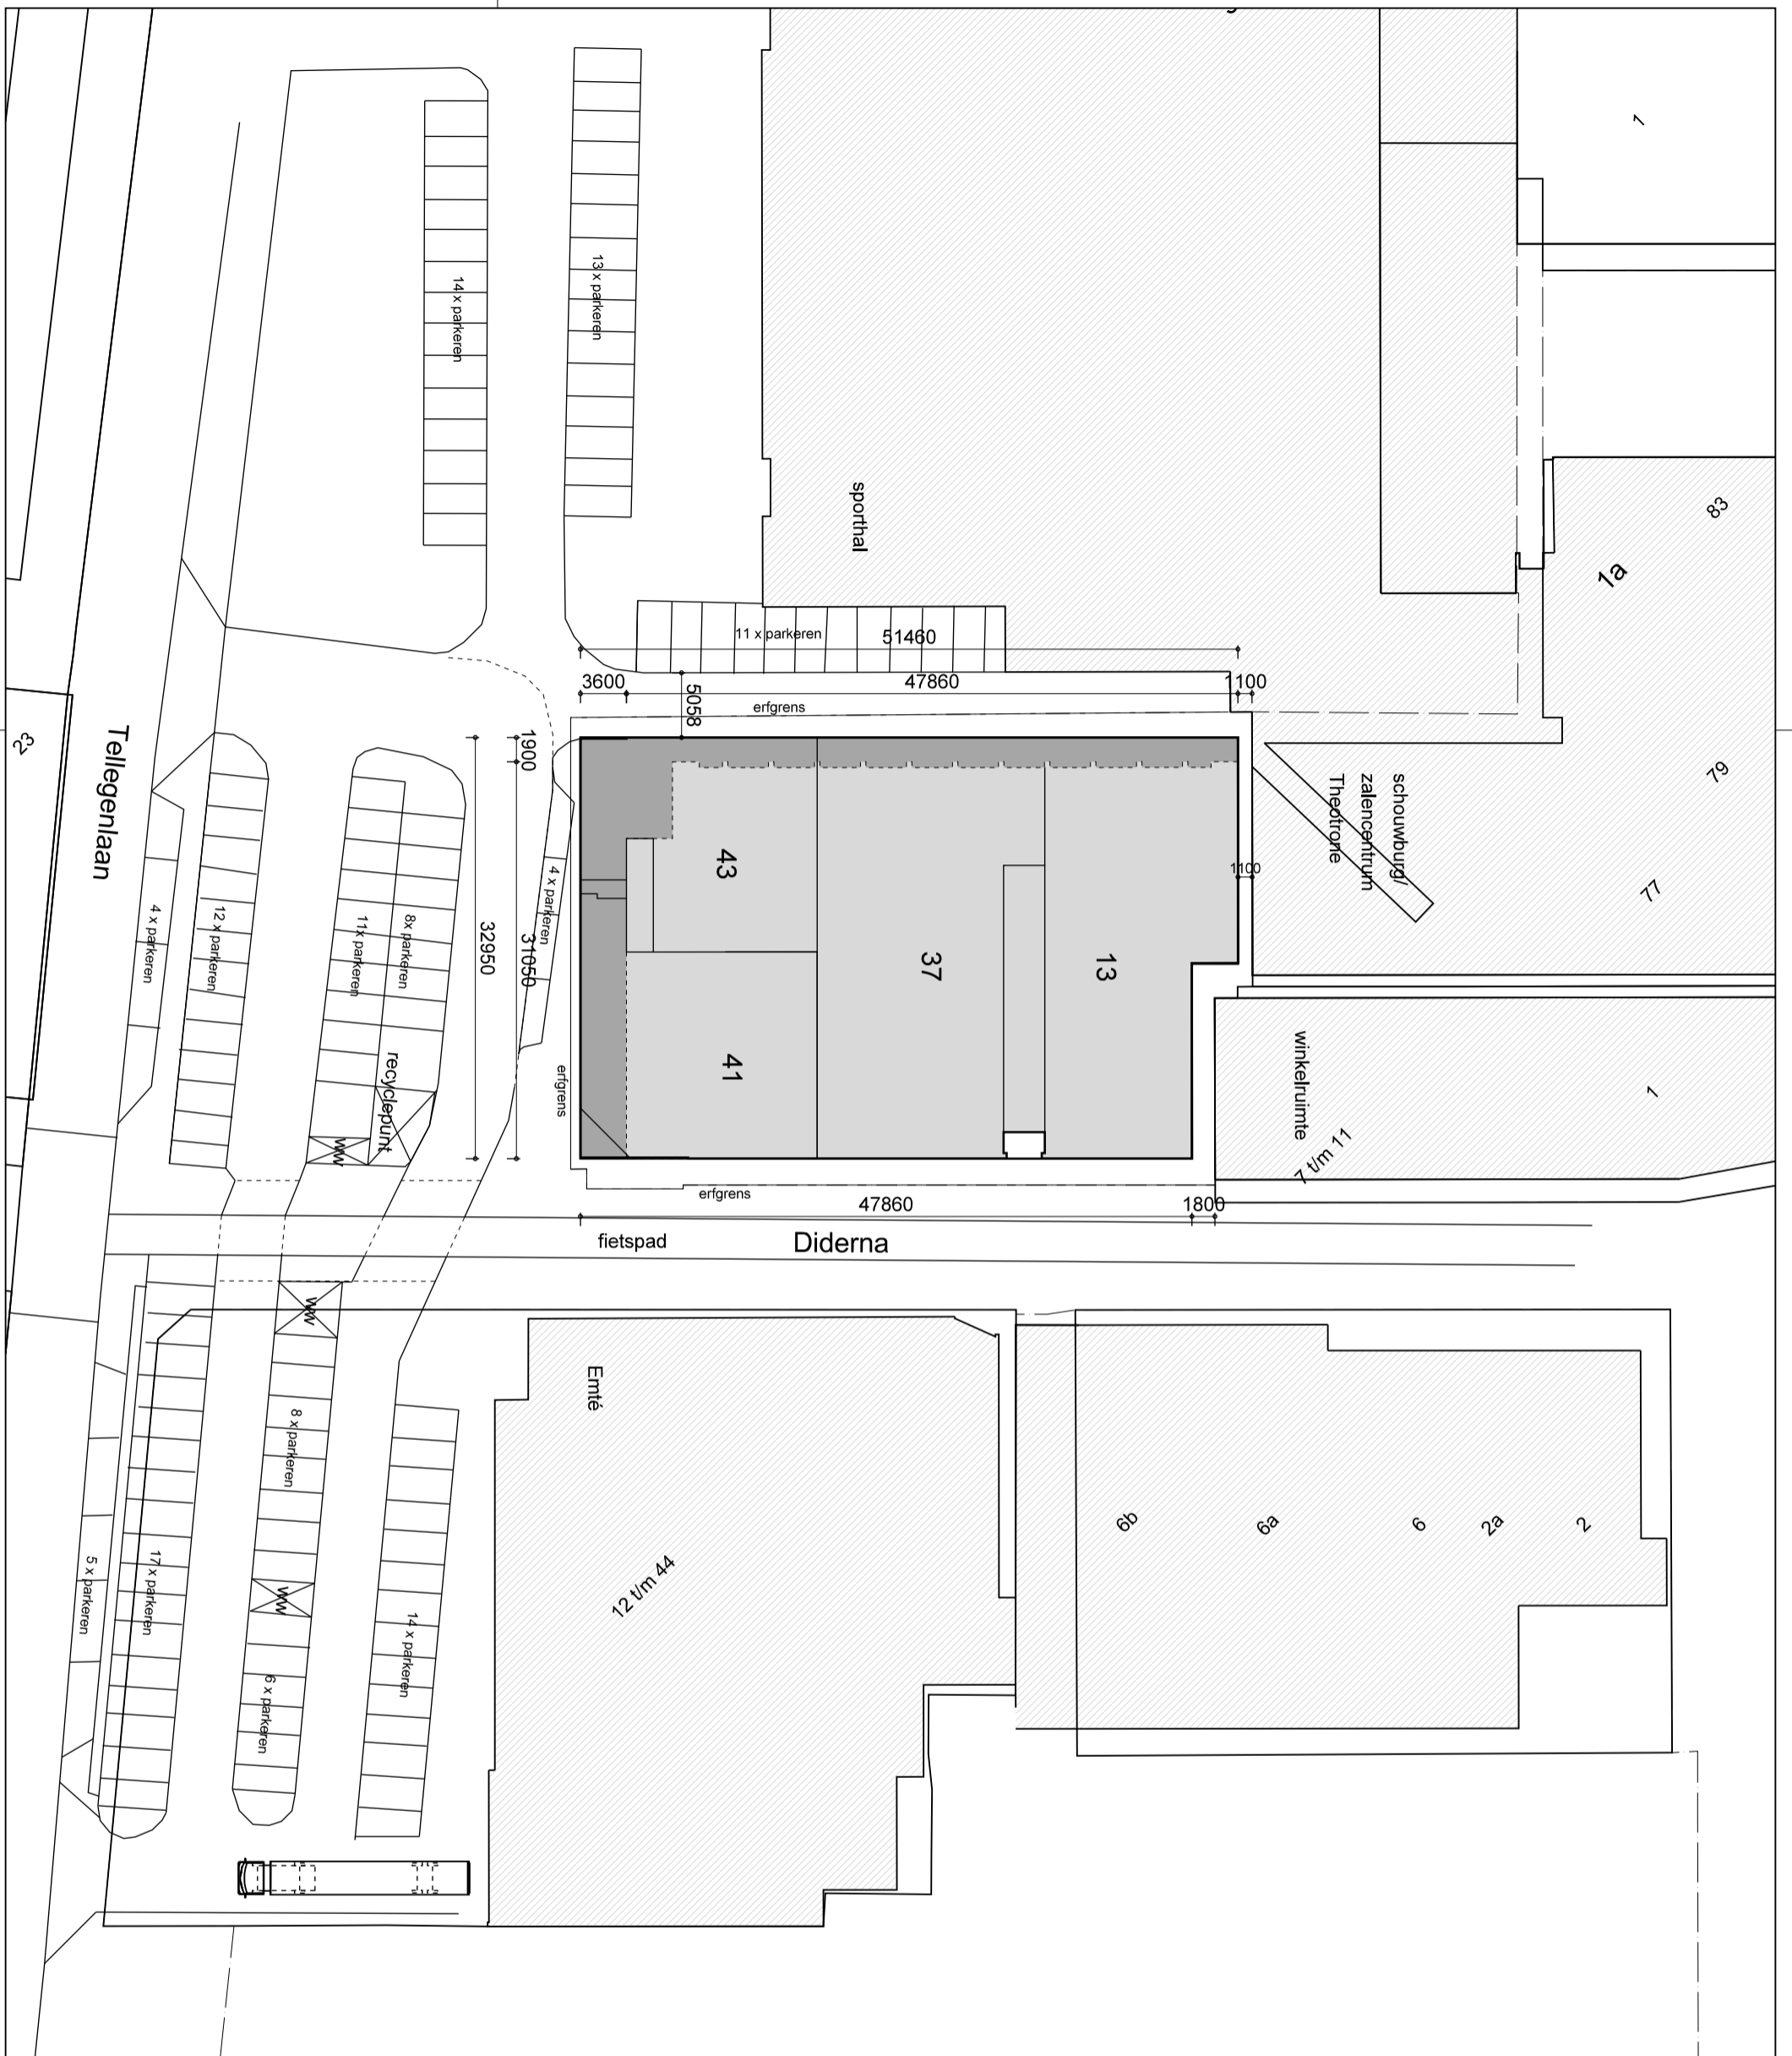 1
14 x parkeren
13 x parkeren
sporthal
83
1a
11 x parkeren
51460
3600
47860
1100
5058
erfgrens
1900
23
Tellegenlaan
schouwburg/
zalencentrum
Theotrone
79
77
43
1100
4 x parkeren
12 x parkeren
11x parkeren
8x parkeren
32950
31050
4 x parkeren
37
13
recyclepunt
ww
erfgrens
41
winkelruimte
7 t/m 11
1
erfgrens
47860
1800
fietspad
Diderna
ww
Emté
8 x parkeren
6b
6a
6
2a
2
5 x parkeren
17 x parkeren
ww
12 t/m 44
14 x parkeren
6 x parkeren